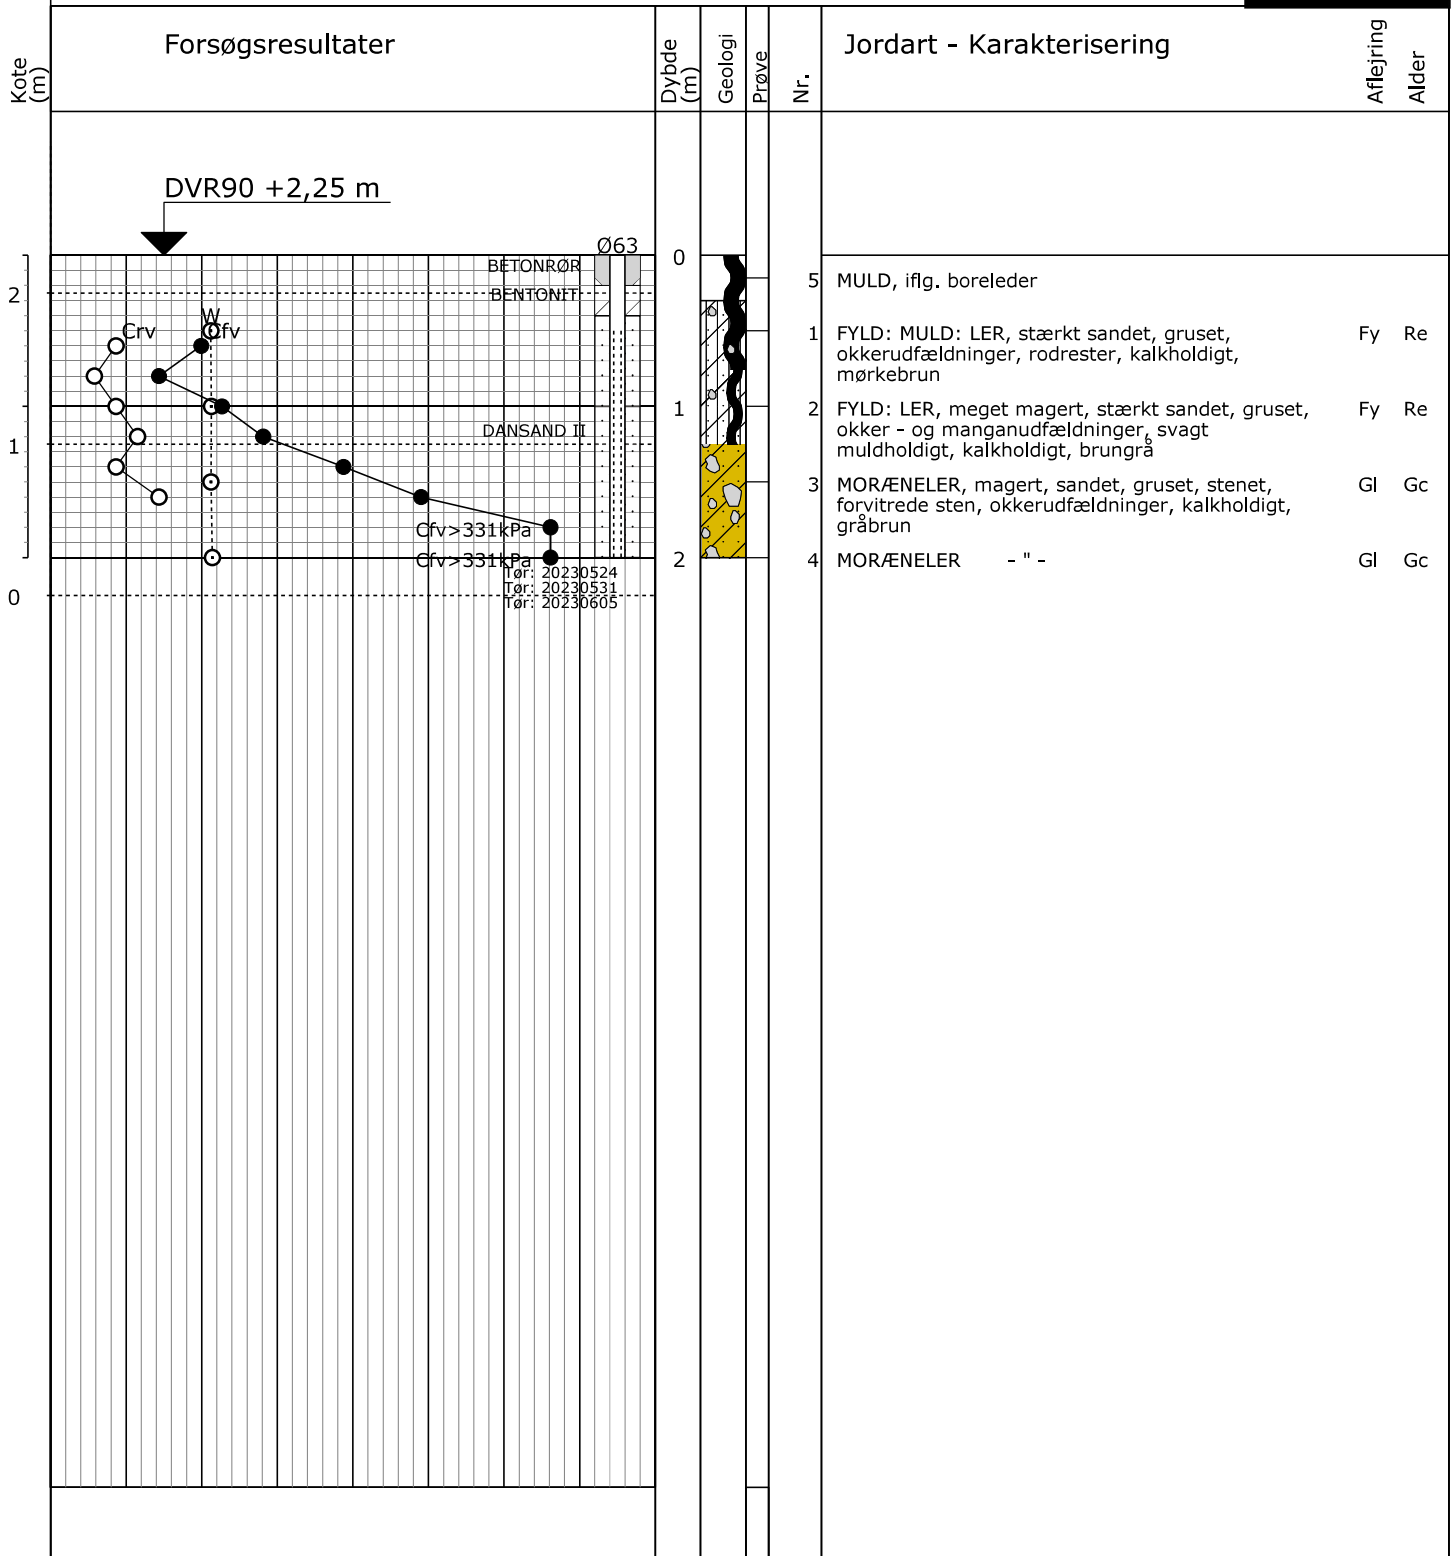 Kote
(m)
Forsøgsresultater
Dybde
(m)
Geologi
Prøve
Nr.
Jordart - Karakterisering
Aflejring
Alder
DVR90 +2,25 m
Ø63
BETONRØR
0
5 MULD, iflg. boreleder
2
BENTONIT
W
Crv
Cfv
1 FYLD: MULD: LER, stærkt sandet, gruset, Fy Re
okkerudfældninger, rodrester, kalkholdigt,
mørkebrun
1
2 FYLD: LER, meget magert, stærkt sandet, gruset, Fy Re
okker - og manganudfældninger, svagt
muldholdigt, kalkholdigt, brungrå
DANSAND II
1
3 MORÆNELER, magert, sandet, gruset, stenet, Gl Gc
forvitrede sten, okkerudfældninger, kalkholdigt,
gråbrun
Cfv>331kPa
Cfv>331kPa
2
4 MORÆNELER - " - Gl Gc
Tør: 20230524
Tør: 20230531
Tør: 20230605
0